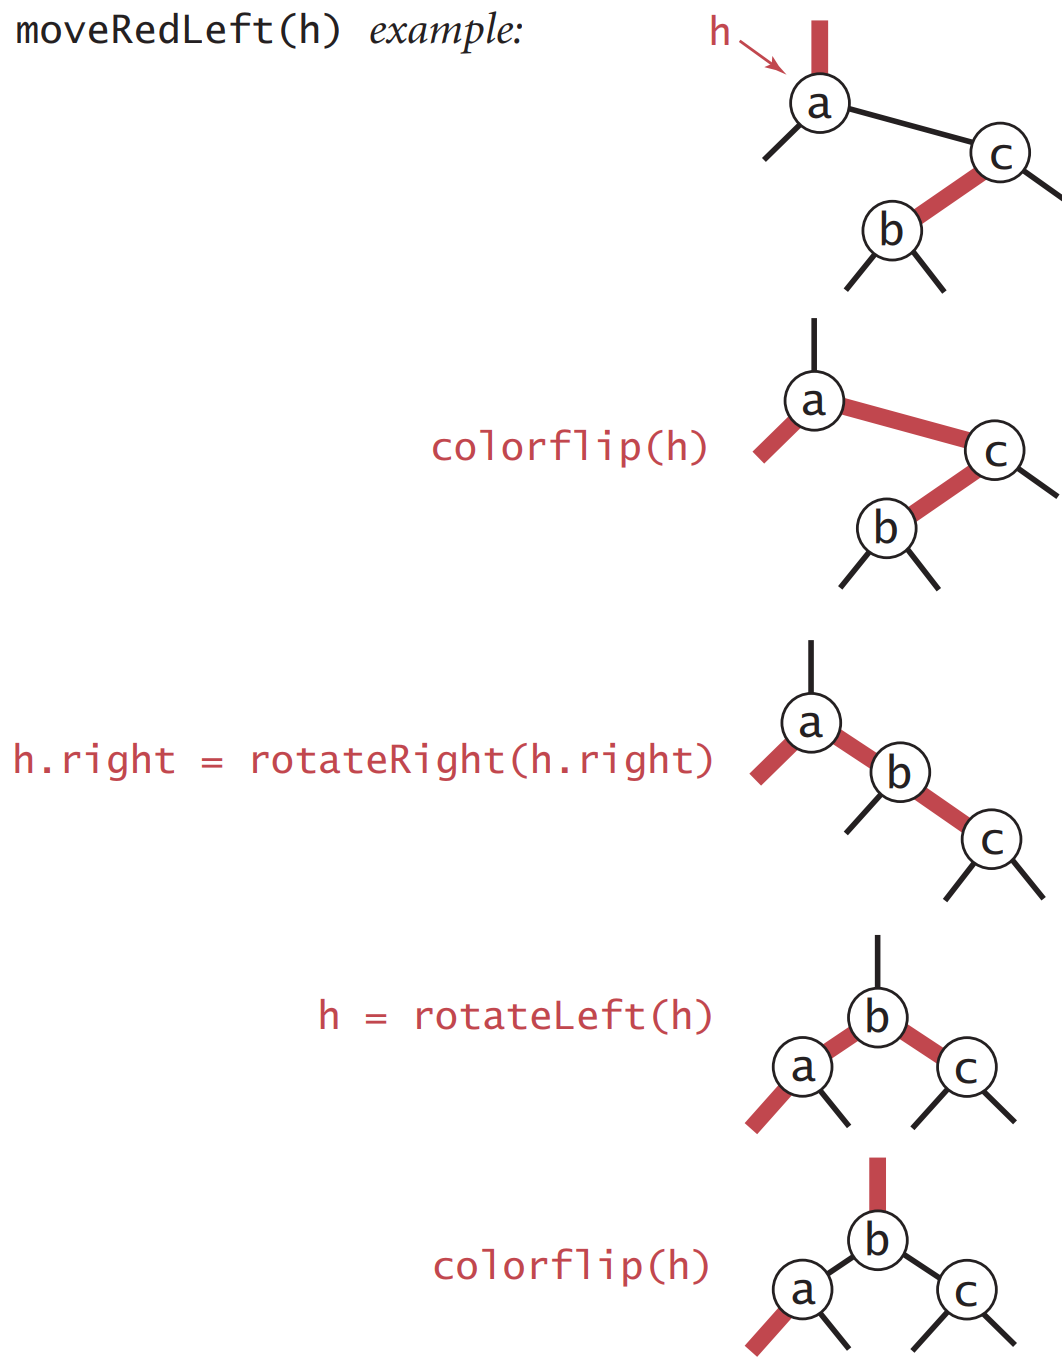 moveRedLeft(h) example:
h
a
c
b
a
colorflip(h)
c
b
a
h.right = rotateRight(h.right)
b
c
h = rotateLeft(h)
b
a
c
b
colorflip(h)
a
c